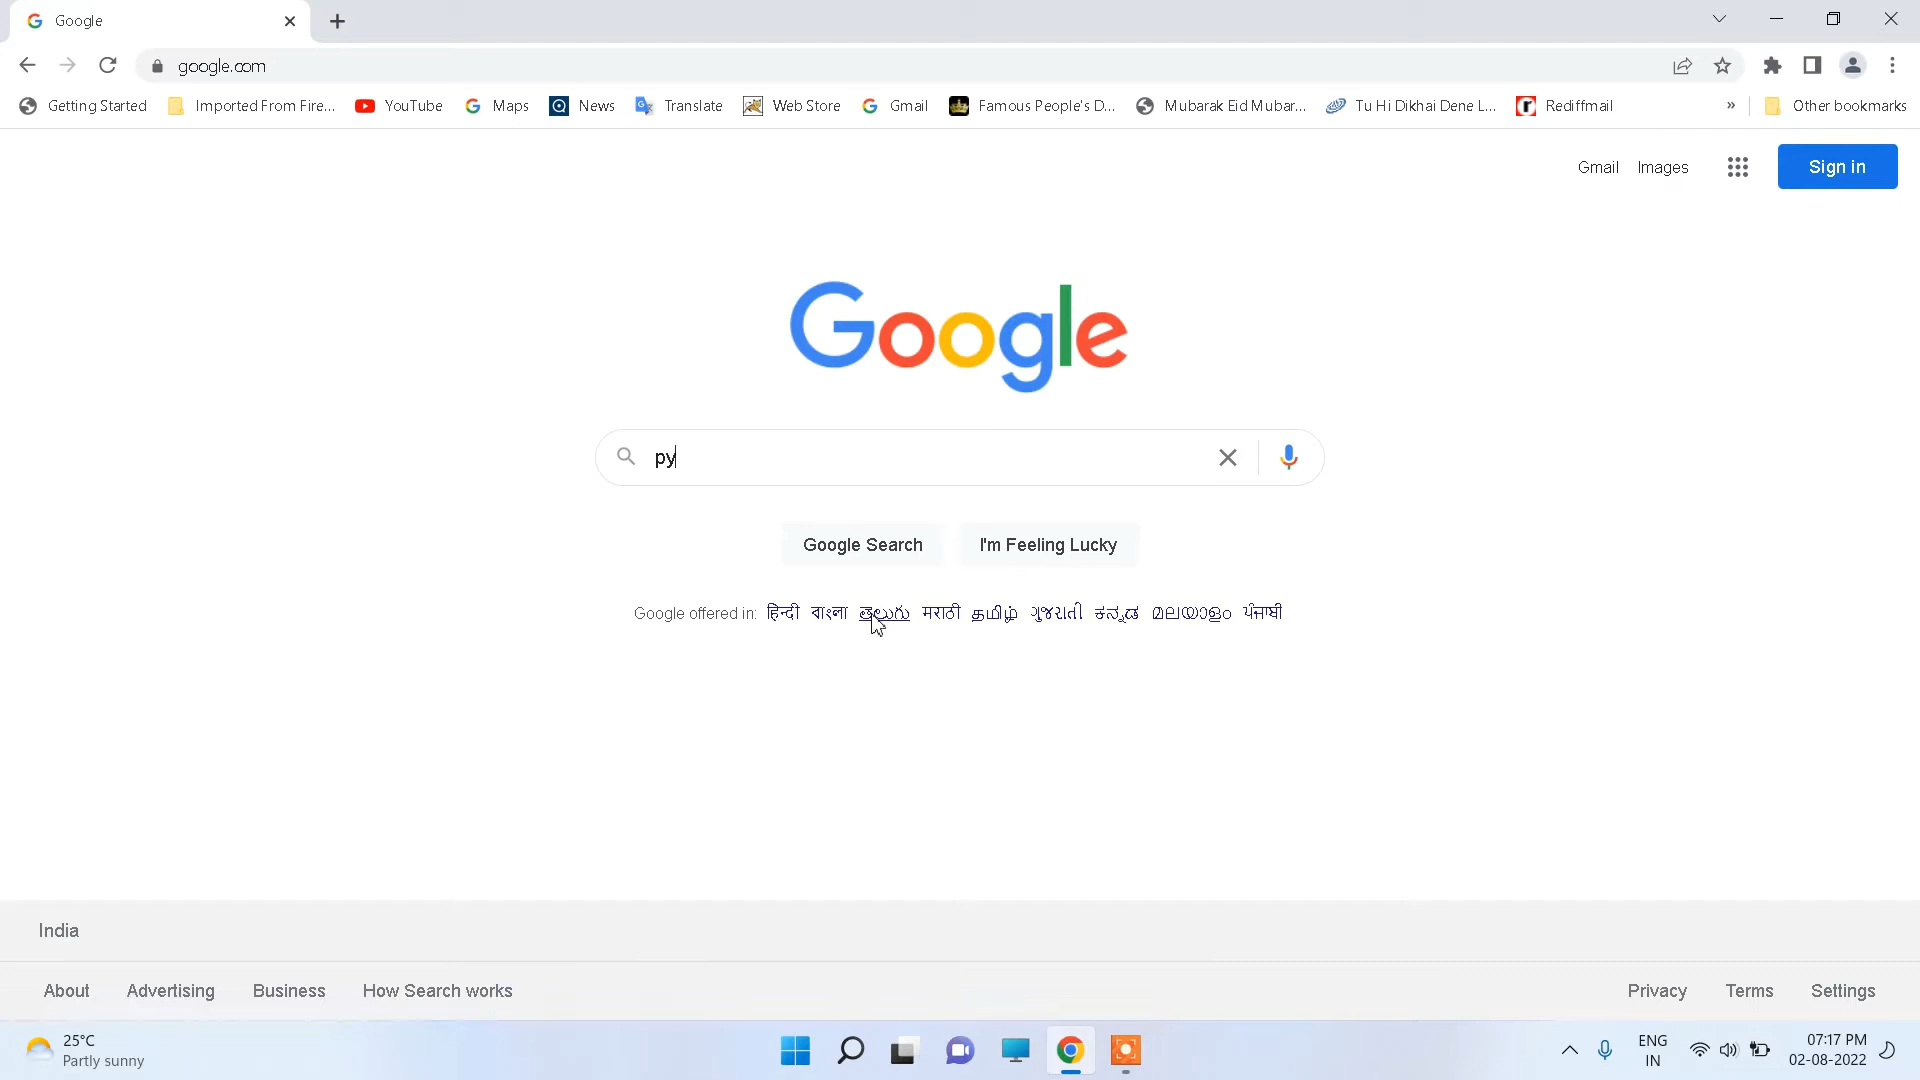 Google
google.com
Getting Started Imported From Fire... YouTube Maps News Translate Web Store Gmail Famous People's D... Mubarak Eid Mubar... Tu Hi Dikhai Dene L... Rediffmail » Other bookmarks
Gmail Images Sign in
Google
py
Google Search I'm Feeling Lucky
Google offered in: हिन्दी বাংলা తెలుగు मराठी தமிழ் ગુજરાતી ಕನ್ನಡ മലയാളം ਪੰਜਾਬੀ
India
About Advertising Business How Search works Privacy Terms Settings
25°C
Partly sunny
ENG
IN
07:17 PM
02-08-2022